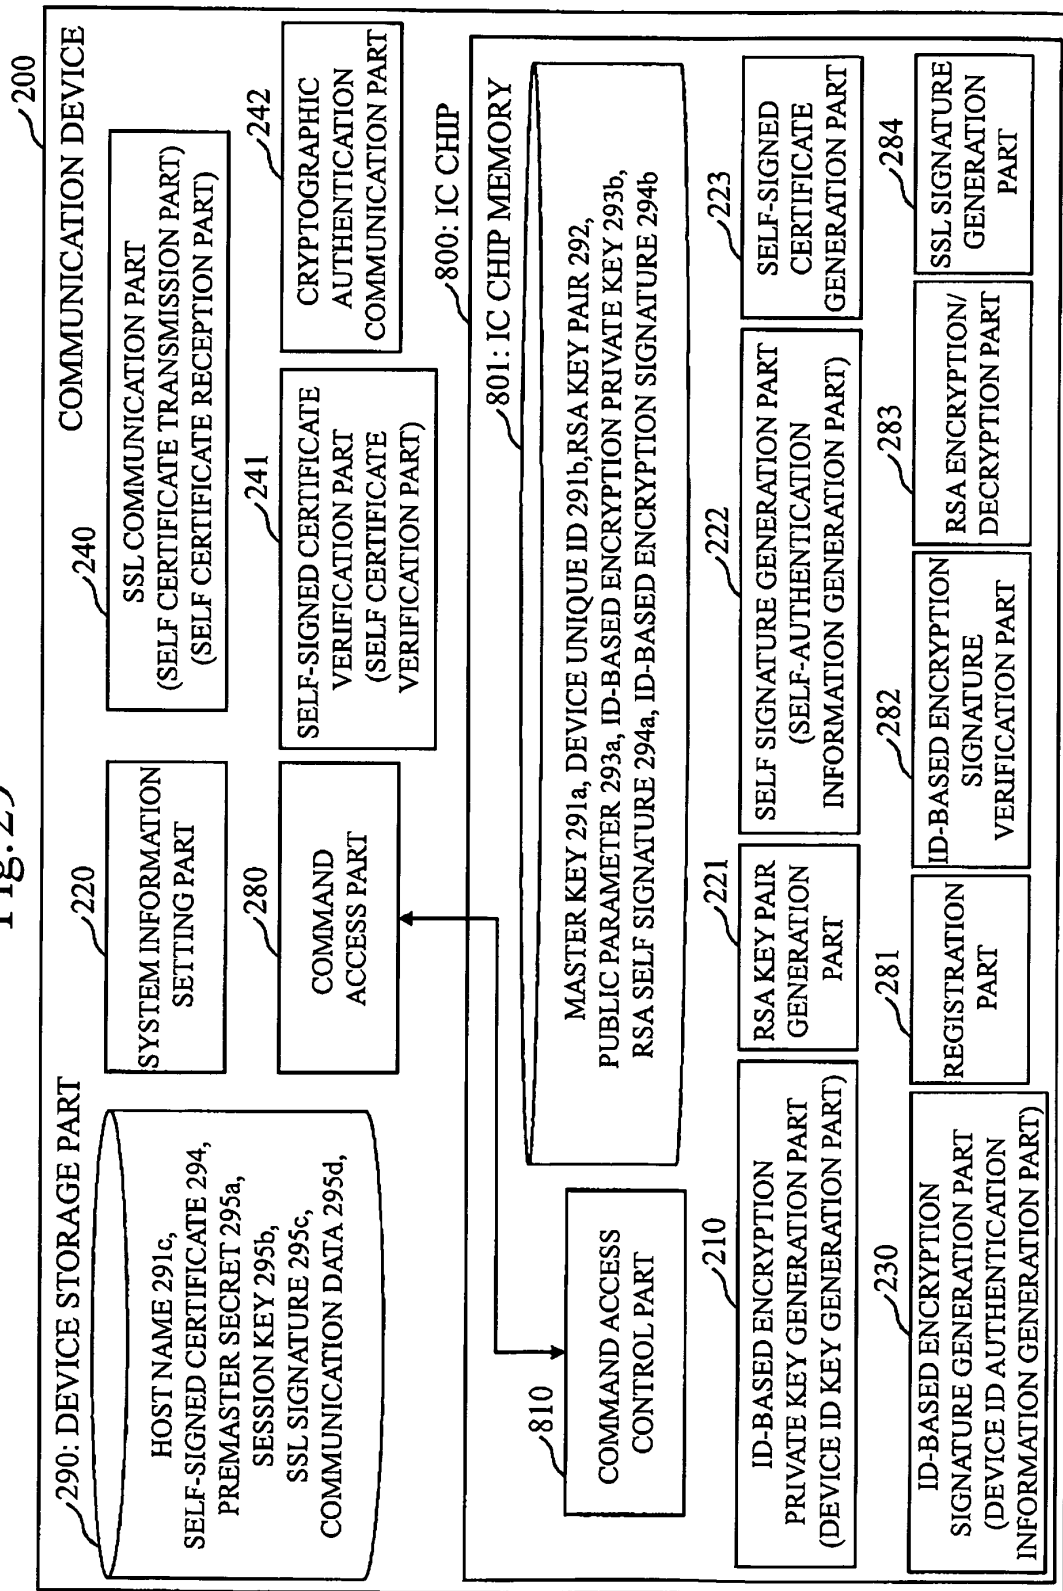 Fig.29
200
COMMUNICATION DEVICE
290: DEVICE STORAGE PART
HOST NAME 291c,
SELF-SIGNED CERTIFICATE 294,
PREMASTER SECRET 295a,
SESSION KEY 295b,
SSL SIGNATURE 295c,
COMMUNICATION DATA 295d,
220
SYSTEM INFORMATION
SETTING PART
240
SSL COMMUNICATION PART
(SELF CERTIFICATE TRANSMISSION PART)
(SELF CERTIFICATE RECEPTION PART)
280
COMMAND
ACCESS PART
241
SELF-SIGNED CERTIFICATE
VERIFICATION PART
(SELF CERTIFICATE
VERIFICATION PART)
242
CRYPTOGRAPHIC
AUTHENTICATION
COMMUNICATION PART
800: IC CHIP
801: IC CHIP MEMORY
MASTER KEY 291a, DEVICE UNIQUE ID 291b,RSA KEY PAIR 292,
PUBLIC PARAMETER 293a, ID-BASED ENCRYPTION PRIVATE KEY 293b,
RSA SELF SIGNATURE 294a, ID-BASED ENCRYPTION SIGNATURE 294b
810
COMMAND ACCESS
CONTROL PART
210
ID-BASED ENCRYPTION
PRIVATE KEY GENERATION PART
(DEVICE ID KEY GENERATION PART)
221
RSA KEY PAIR
GENERATION
PART
222
SELF SIGNATURE GENERATION PART
(SELF-AUTHENTICATION
INFORMATION GENERATION PART)
223
SELF-SIGNED
CERTIFICATE
GENERATION PART
230
ID-BASED ENCRYPTION
SIGNATURE GENERATION PART
(DEVICE ID AUTHENTICATION
INFORMATION GENERATION PART)
281
REGISTRATION
PART
282
ID-BASED ENCRYPTION
SIGNATURE
VERIFICATION PART
283
RSA ENCRYPTION/
DECRYPTION PART
284
SSL SIGNATURE
GENERATION
PART